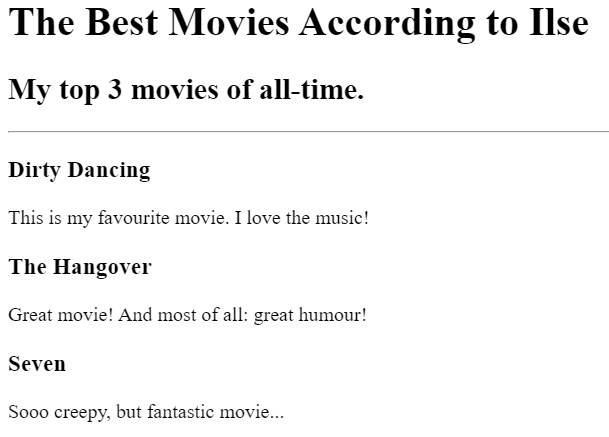 The Best Movies According to Ilse
My top 3 movies of all-time.
Dirty Dancing
This is my favourite movie. I love the music!
The Hangover
Great movie! And most of all: great humour!
Seven
Sooo creepy, but fantastic movie...